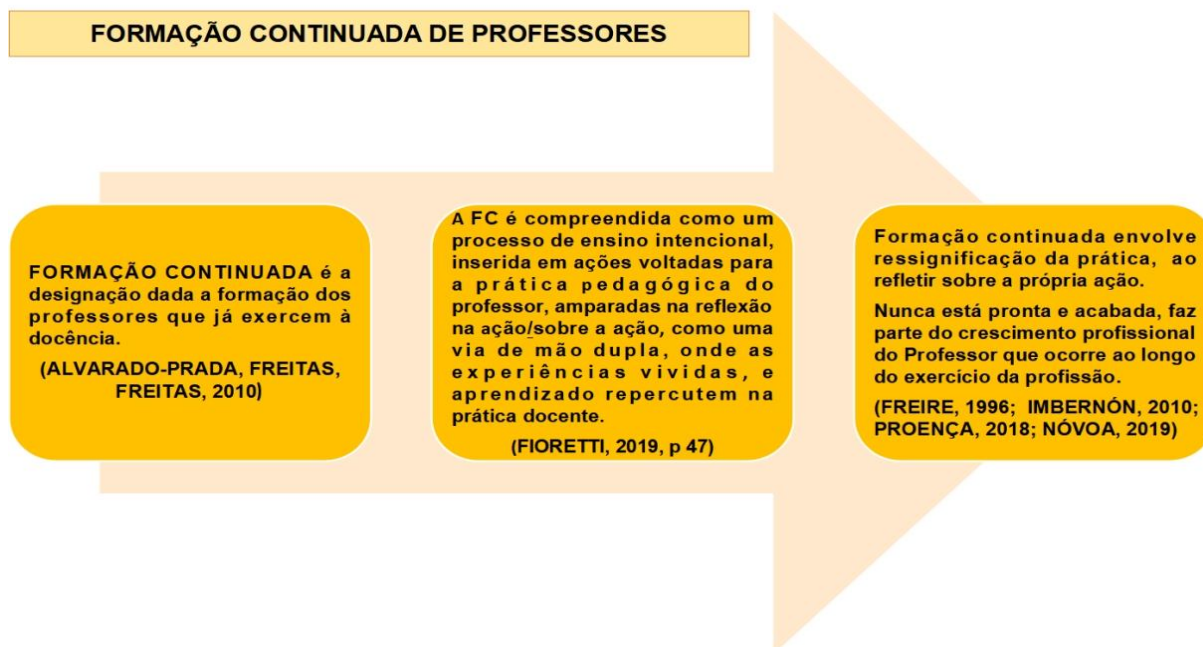 FORMAÇÃO CONTINUADA DE PROFESSORES
FORMAÇÃO CONTINUADA é a
designação dada a formação dos
professores que já exercem à
docência.
(ALVARADO-PRADA, FREITAS,
FREITAS, 2010)
A FC é compreendida como um
processo de ensino intencional,
inserida em ações voltadas para
a prática pedagógica do
professor, amparadas na reflexão
na ação/sobre a ação, como uma
via de mão dupla, onde as
experiências vividas, e
aprendizado repercutem na
prática docente.
(FIORETTI, 2019, p 47)
Formação continuada envolve
ressignificação da prática, ao
refletir sobre a própria ação.
Nunca está pronta e acabada, faz
parte do crescimento profissional
do Professor que ocorre ao longo
do exercício da profissão.
(FREIRE, 1996; IMBERNÓN, 2010;
PROENÇA, 2018; NÓVOA, 2019)